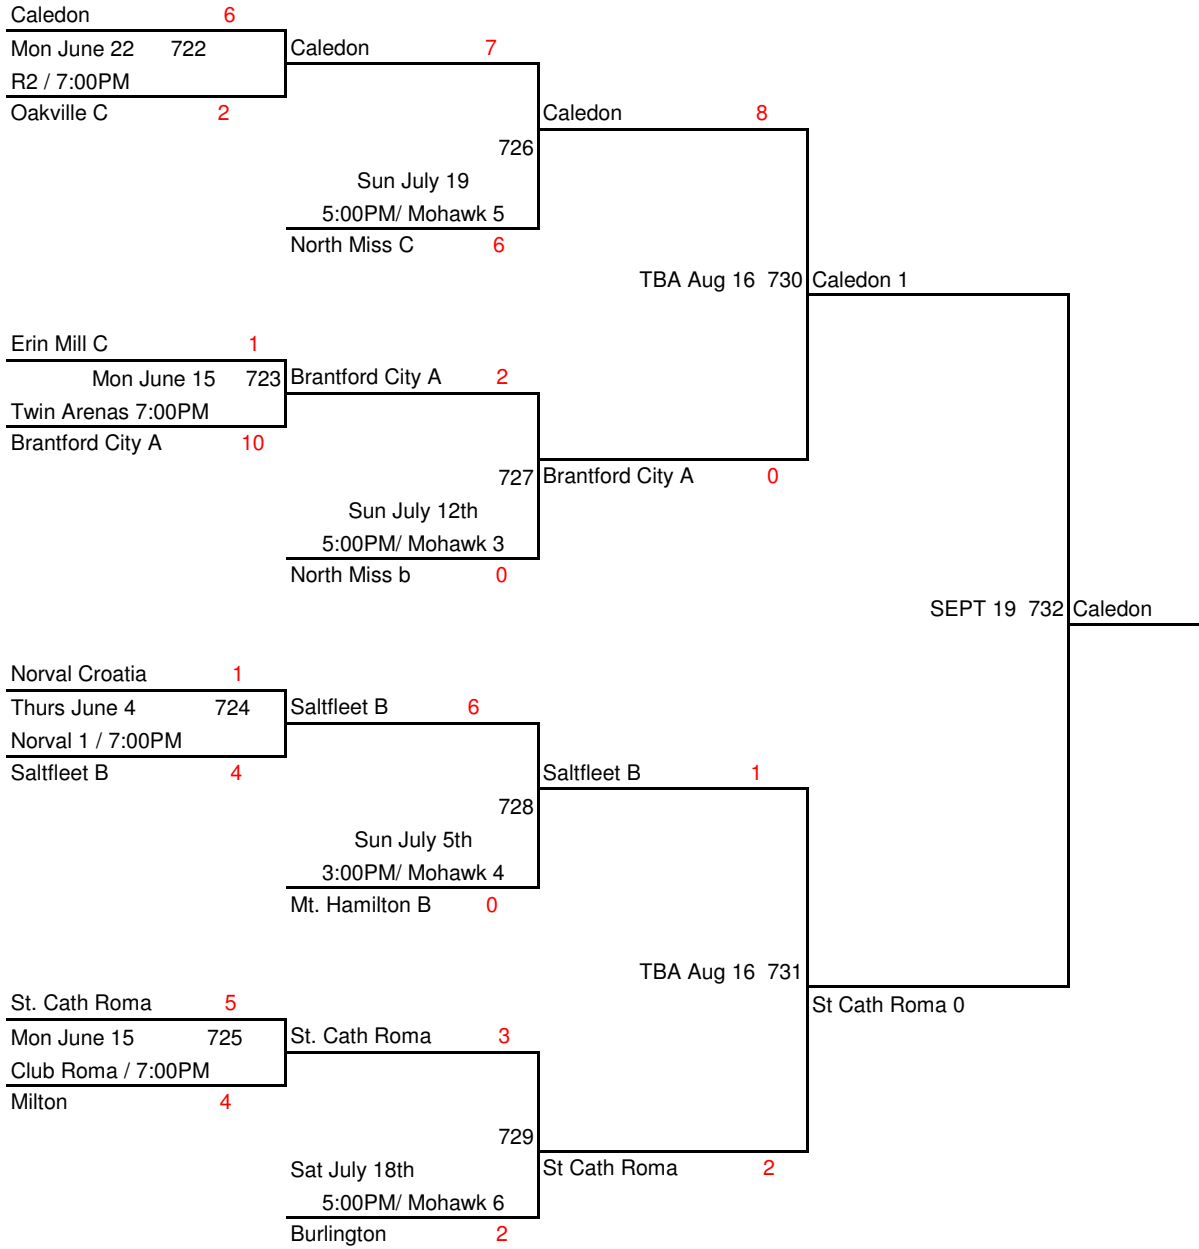 Caledon 6
Mon June 22 722
Caledon 7
R2 / 7:00PM
Oakville C 2
Caledon 8
726
Sun July 19
5:00PM/ Mohawk 5
North Miss C 6
TBA Aug 16 730
Caledon 1
Erin Mill C 1
Mon June 15 723
Brantford City A 2
Twin Arenas 7:00PM
Brantford City A 10
727
Brantford City A 0
Sun July 12th
5:00PM/ Mohawk 3
North Miss b 0
SEPT 19 732
Caledon
Norval Croatia 1
Thurs June 4 724
Saltfleet B 6
Norval 1 / 7:00PM
Saltfleet B 4
Saltfleet B 1
728
Sun July 5th
3:00PM/ Mohawk 4
Mt. Hamilton B 0
TBA Aug 16 731
St Cath Roma 0
St. Cath Roma 5
Mon June 15 725
St. Cath Roma 3
Club Roma / 7:00PM
Milton 4
729
St Cath Roma 2
Sat July 18th
5:00PM/ Mohawk 6
Burlington 2